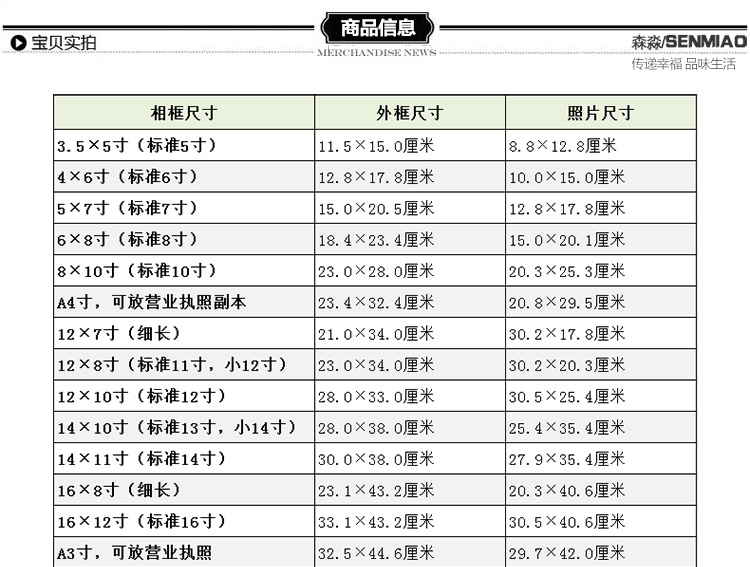 商品信息
MERCHANDISE NEWS
宝贝实拍
森淼/SENMIAO
传递幸福 品味生活
相框尺寸 外框尺寸 照片尺寸
3.5×5寸（标准5寸） 11.5×15.0厘米 8.8×12.8厘米
4×6寸（标准6寸） 12.8×17.8厘米 10.0×15.0厘米
5×7寸（标准7寸） 15.0×20.5厘米 12.8×17.8厘米
6×8寸（标准8寸） 18.4×23.4厘米 15.0×20.1厘米
8×10寸（标准10寸） 23.0×28.0厘米 20.3×25.3厘米
A4寸，可放营业执照副本 23.4×32.4厘米 20.8×29.5厘米
12×7寸（细长） 21.0×34.0厘米 30.2×17.8厘米
12×8寸（标准11寸，小12寸） 23.0×34.0厘米 30.2×20.3厘米
12×10寸（标准12寸） 28.0×33.0厘米 30.5×25.4厘米
14×10寸（标准13寸，小14寸） 28.0×38.0厘米 25.4×35.4厘米
14×11寸（标准14寸） 30.0×38.0厘米 27.9×35.4厘米
16×8寸（细长） 23.1×43.2厘米 20.3×40.6厘米
16×12寸（标准16寸） 33.1×43.2厘米 30.5×40.6厘米
A3寸，可放营业执照 32.5×44.6厘米 29.7×42.0厘米